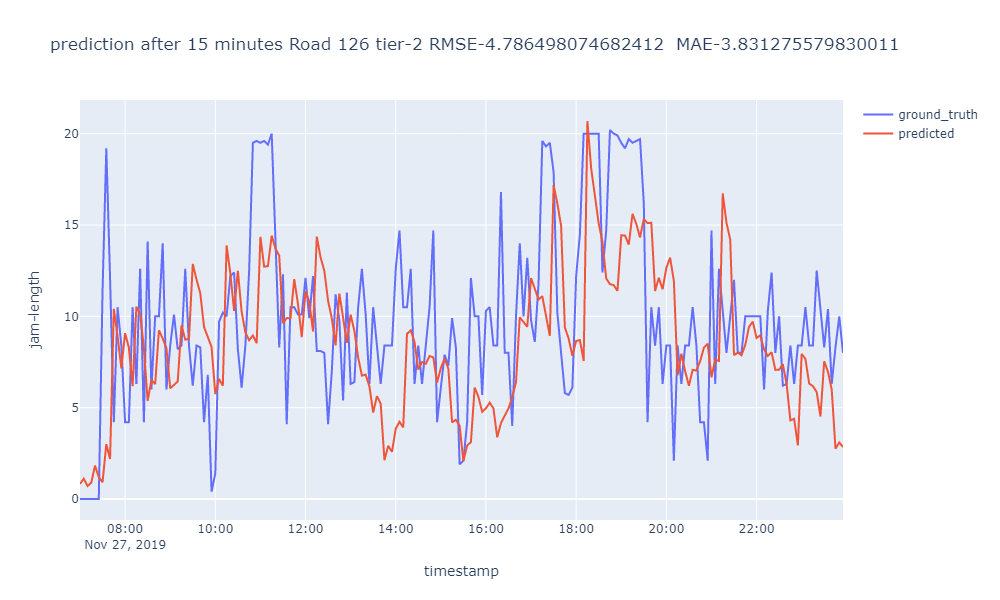 prediction after 15 minutes Road 126 tier-2 RMSE-4.786498074682412  MAE-3.831275579830011
ground_truth
predicted
jam-length
20
15
10
5
0
08:00 10:00 12:00 14:00 16:00 18:00 20:00 22:00
Nov 27, 2019
timestamp